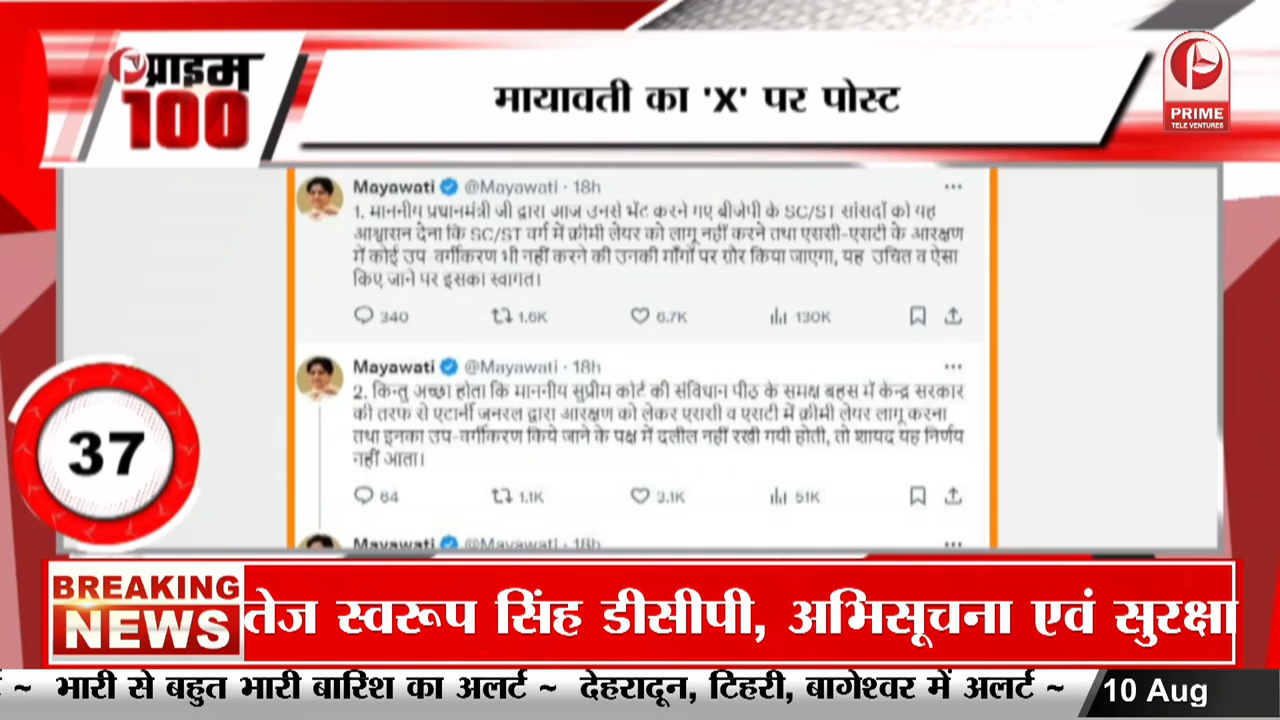 प्राइम
100
मायावती का 'X' पर पोस्ट
PRIME
TELE VENTURES
Mayawati @Mayawati · 18h
1. माननीय प्रधानमंत्री जी द्वारा आज उनसे भेंट करने गए बीजेपी के SC/ST सांसदों को यह
आश्वासन देना कि SC/ST वर्ग में क्रीमी लेयर को लागू नहीं करने तथा एससी-एसटी के आरक्षण
में कोई उप वर्गीकरण भी नहीं करने की उनकी माँगों पर ग़ौर किया जाएगा, यह उचित व ऐसा
किए जाने पर इसका स्वागत।
340 1.6K 6.7K 130K
Mayawati @Mayawati · 18h
2. किन्तु अच्छा होता कि माननीय सुप्रीम कोर्ट की संविधान पीठ के समक्ष बहस में केन्द्र सरकार
की तरफ से एटार्नी जनरल द्वारा आरक्षण को लेकर एससी व एसटी में क्रीमी लेयर लागू करना
तथा इनका उप-वर्गीकरण किये जाने के पक्ष में दलील नहीं रखी गयी होती, तो शायद यह निर्णय
नहीं आता।
64 1.1K 3.1K 51K
Mayawati @Mayawati · 18h
37
BREAKING
NEWS
तेज स्वरूप सिंह डीसीपी, अभिसूचना एवं सुरक्षा
~ भारी से बहुत भारी बारिश का अलर्ट ~ देहरादून, टिहरी, बागेश्वर में अलर्ट ~
10 Aug